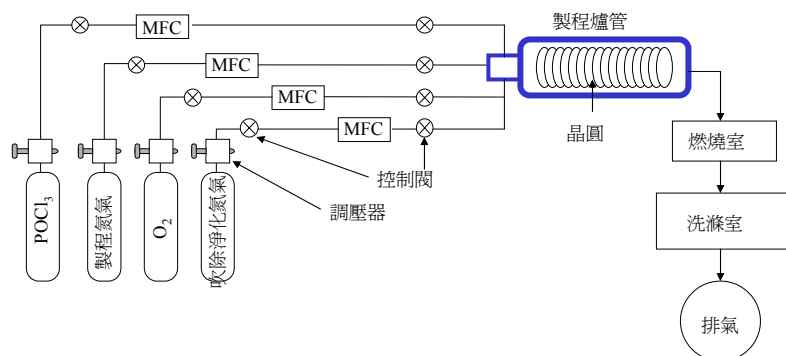 製程爐管
MFC
MFC
MFC
MFC
晶圓
燃燒室
控制閥
調壓器
洗滌室
POCl₃
製程氮氣
O₂
吹除淨化氮氣
排氣